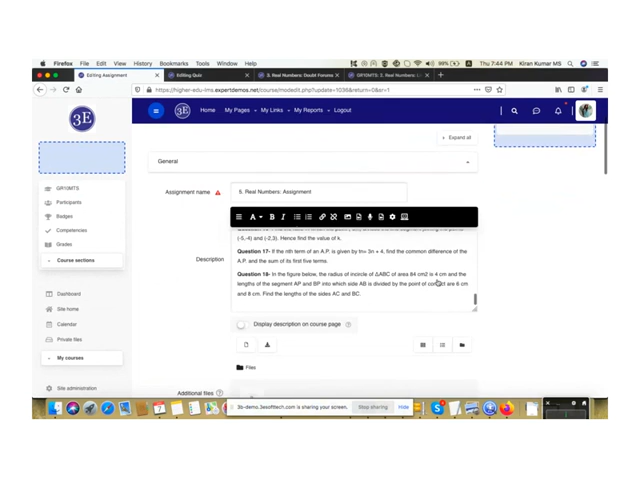 Firefox File Edit View History Bookmarks Tools Window Help
Thu 7:44 PM Kiran Kumar MS
Editing Assignment
Editing Quiz
5. Real Numbers: Doubt Forums
https://higher-edu-lms.expertdemos.net/course/modedit.php?update=1036&return=0&sr=1
3E
3E Home My Pages My Links My Reports Logout
Expand all
General
Assignment name
5. Real Numbers: Assignment
GR10MTS
Participants
Badges
Competencies
Grades
Course sections
Dashboard
Site home
Calendar
Private files
My courses
Site administration
Description
(-5,-4) and (-2,3). Hence find the value of k.
Question 17- If the nth term of an A.P. is given by tn= 3n + 4, find the common difference of the
A.P. and the sum of its first five terms.
Question 18- In the figure below, the radius of incircle of ΔABC of area 84 cm2 is 4 cm and the
lengths of the segment AP and BP into which side AB is divided by the point of contact are 6 cm
and 8 cm. Find the lengths of the sides AC and BC.
Display description on course page
Files
Additional files
3b-demo.3esofttech.com is sharing your screen.
Stop sharing
Hide